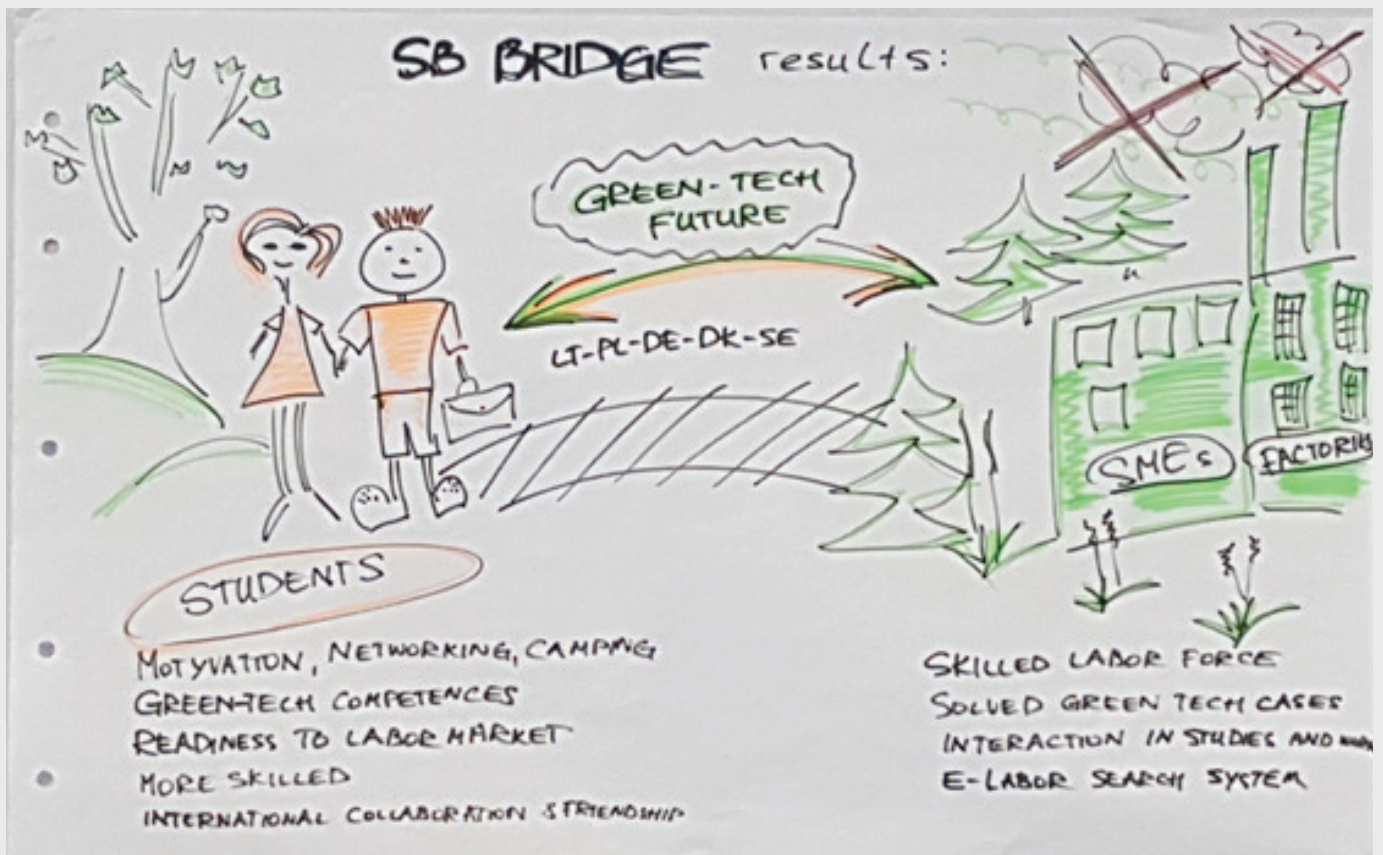 SB BRIDGE results:
GREEN-TECH
FUTURE
LT-PL-DE-DK-SE
SMEs
FACTORI
STUDENTS
MOTYVATION, NETWORKING, CAMPING
GREEN-TECH COMPETENCES
READINESS TO LABOR MARKET
MORE SKILLED
INTERNATIONAL COLLABORATION & FRIENDSHIP
SKILLED LABOR FORCE
SOLVED GREEN TECH CASES
INTERACTION IN STUDIES AND
E-LABOR SEARCH SYSTEM